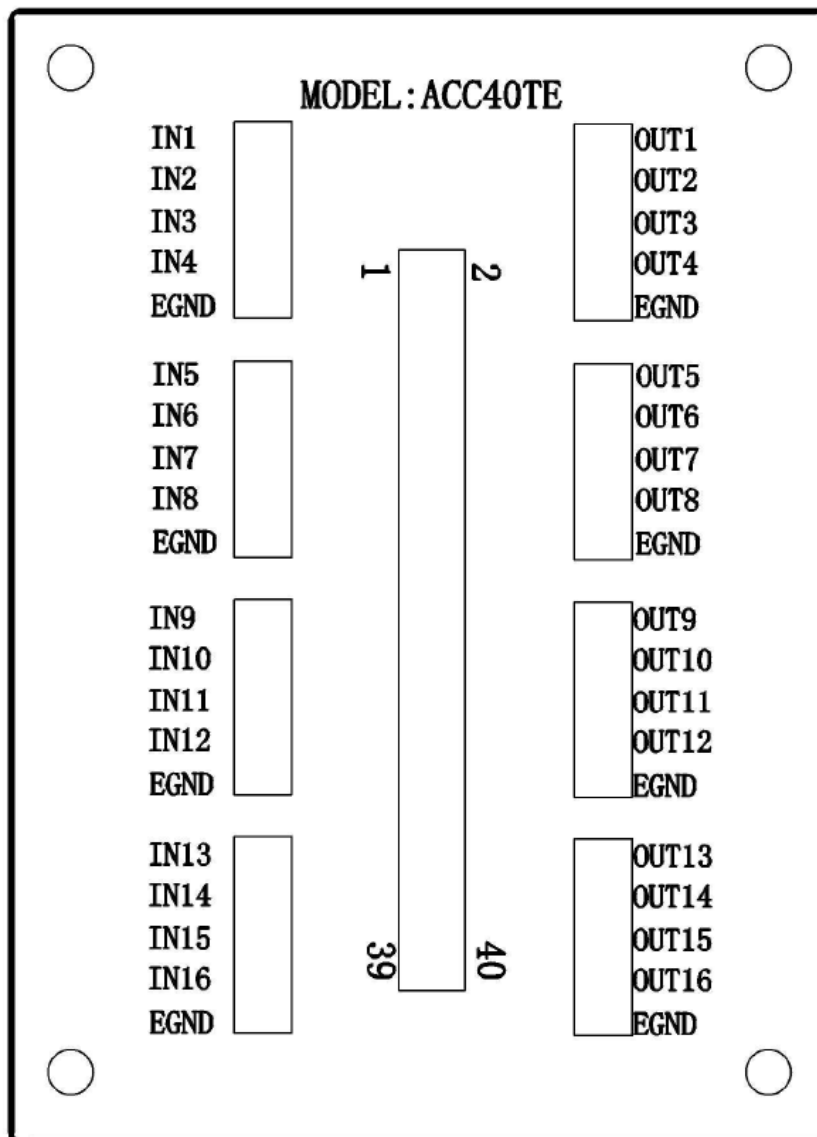 MODEL:ACC40TE
IN1
IN2
IN3
IN4
EGND
IN5
IN6
IN7
IN8
EGND
IN9
IN10
IN11
IN12
EGND
IN13
IN14
IN15
IN16
EGND
1
2
39
40
OUT1
OUT2
OUT3
OUT4
EGND
OUT5
OUT6
OUT7
OUT8
EGND
OUT9
OUT10
OUT11
OUT12
EGND
OUT13
OUT14
OUT15
OUT16
EGND